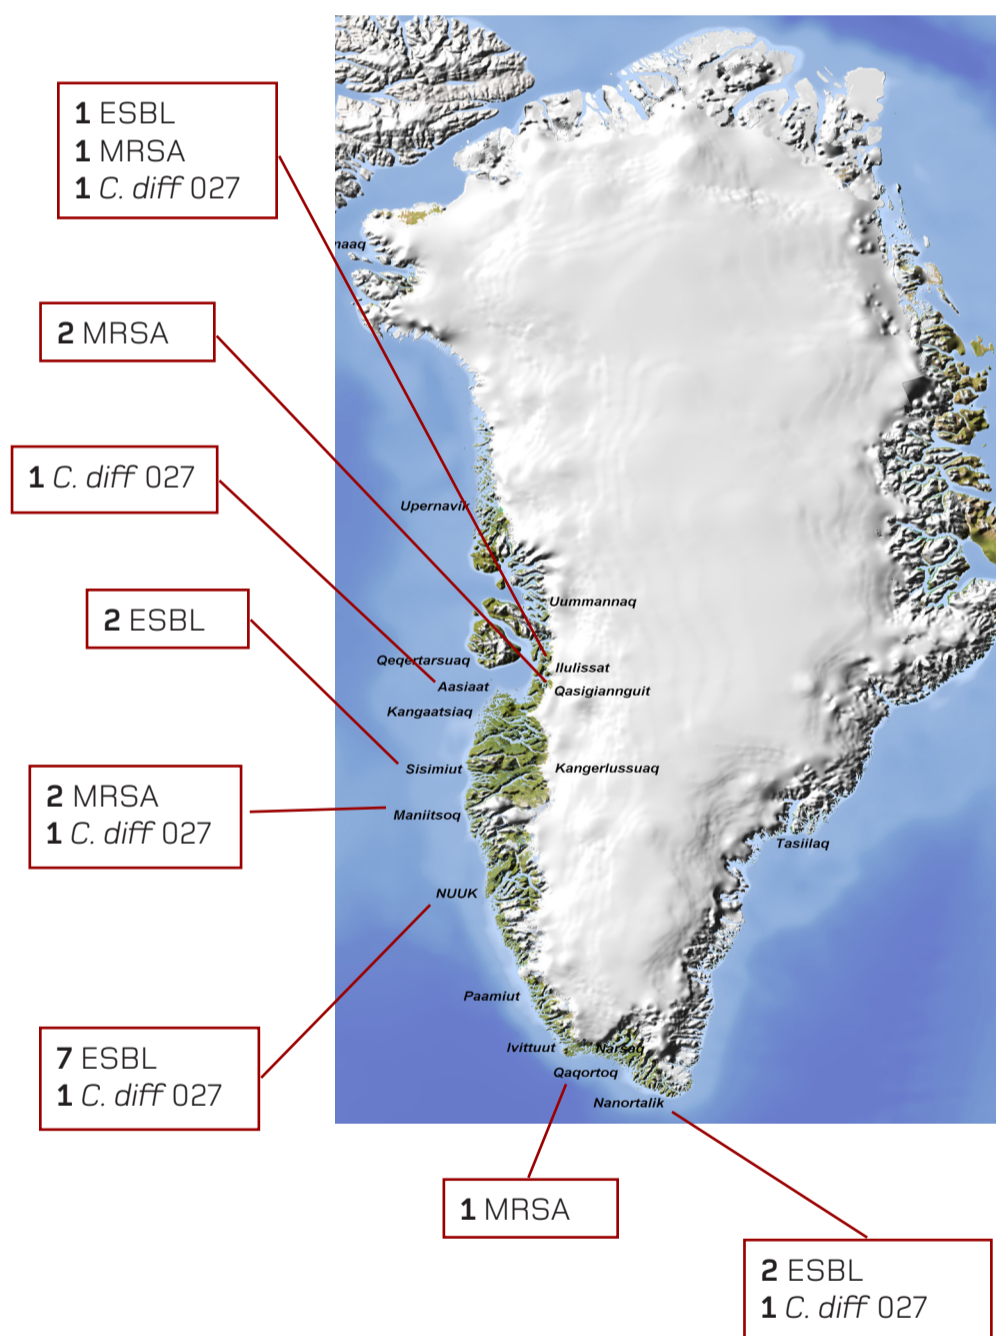 1 ESBL
1 MRSA
1 C. diff 027
naaq
2 MRSA
1 C. diff 027
Upernavik
2 ESBL
Uummannaq
Qeqertarsuaq
Ilulissat
Aasiaat
Qasigiannguit
Kangaatsiaq
Sisimiut
Kangerlussuaq
2 MRSA
1 C. diff 027
Maniitsoq
Tasiilaq
NUUK
Paamiut
7 ESBL
1 C. diff 027
Ivittuut
Narsaq
Qaqortoq
Nanortalik
1 MRSA
2 ESBL
1 C. diff 027